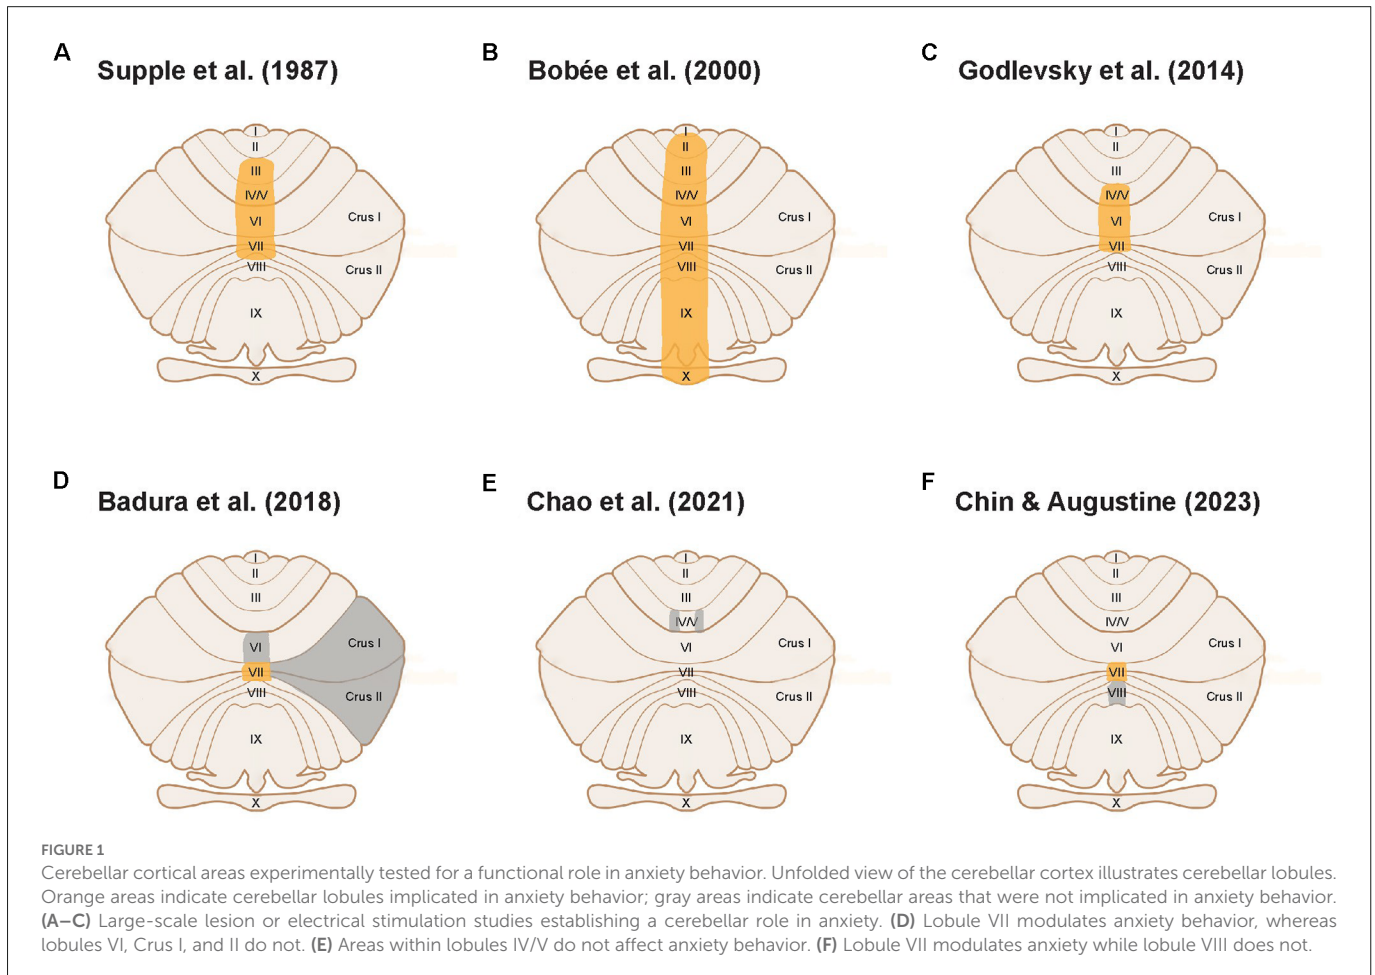 A
Supple et al. (1987)
I
II
III
IV/V
VI
VII
VIII
IX
X
Crus I
Crus II
B
Bobée et al. (2000)
I
II
III
IV/V
VI
VII
VIII
IX
X
Crus I
Crus II
C
Godlevsky et al. (2014)
I
II
III
IV/V
VI
VII
VIII
IX
X
Crus I
Crus II
D
Badura et al. (2018)
I
II
III
VI
VII
VIII
IX
X
Crus I
Crus II
E
Chao et al. (2021)
I
II
III
IV/V
VI
VII
VIII
IX
X
Crus I
Crus II
F
Chin & Augustine (2023)
I
II
III
IV/V
VI
VII
VIII
IX
X
Crus I
Crus II
FIGURE 1
Cerebellar cortical areas experimentally tested for a functional role in anxiety behavior. Unfolded view of the cerebellar cortex illustrates cerebellar lobules.
Orange areas indicate cerebellar lobules implicated in anxiety behavior; gray areas indicate cerebellar areas that were not implicated in anxiety behavior.
(A–C) Large-scale lesion or electrical stimulation studies establishing a cerebellar role in anxiety. (D) Lobule VII modulates anxiety behavior, whereas
lobules VI, Crus I, and II do not. (E) Areas within lobules IV/V do not affect anxiety behavior. (F) Lobule VII modulates anxiety while lobule VIII does not.